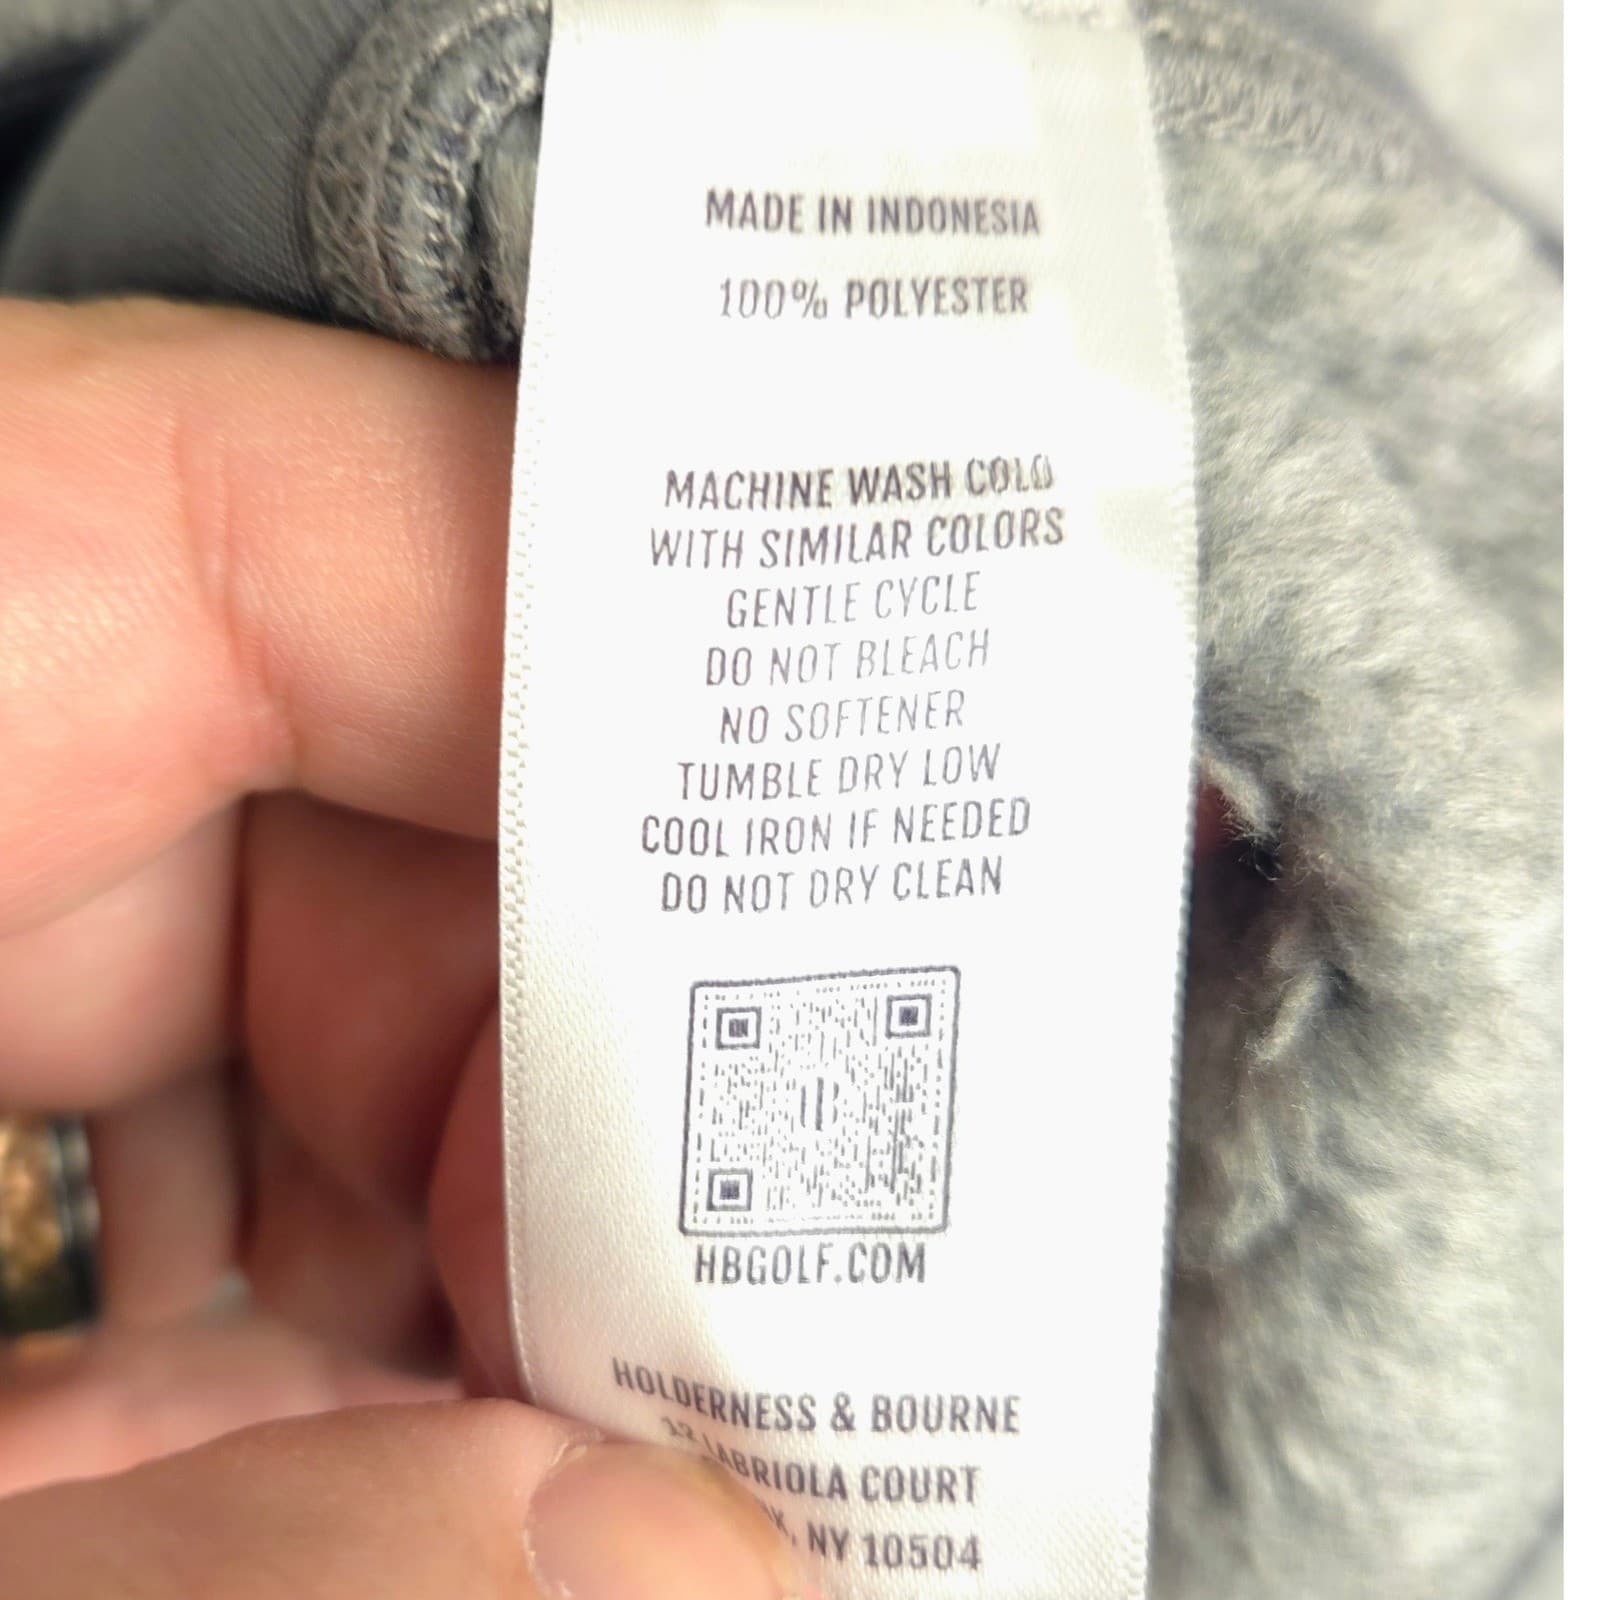 MADE IN INDONESIA
100% POLYESTER
MACHINE WASH COLD
WITH SIMILAR COLORS
GENTLE CYCLE
DO NOT BLEACH
NO SOFTENER
TUMBLE DRY LOW
COOL IRON IF NEEDED
DO NOT DRY CLEAN
HBGOLF.COM
HOLDERNESS & BOURNE
12 LABRIOLA COURT
NY 10504